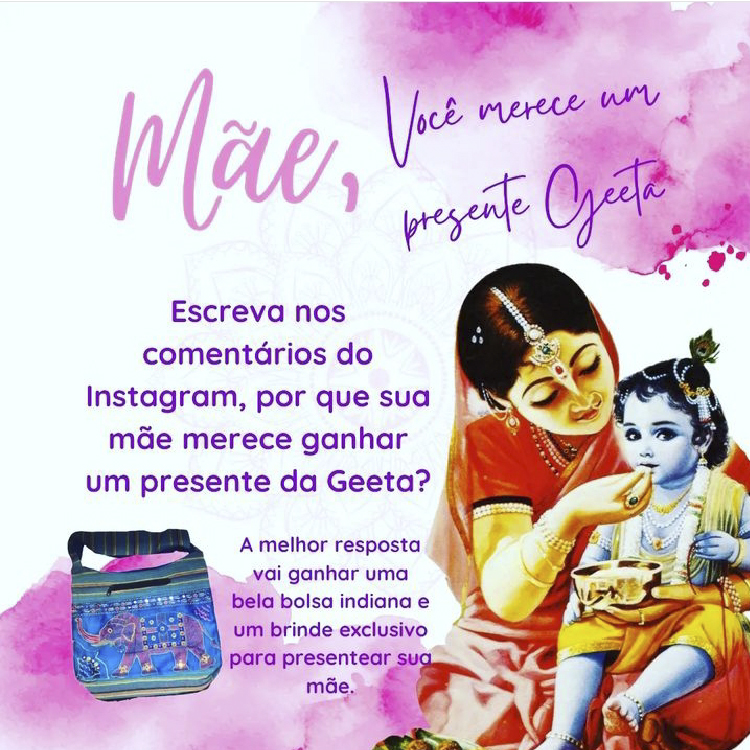 Mãe,
Você merece um
presente Geeta
Escreva nos
comentários do
Instagram, por que sua
mãe merece ganhar
um presente da Geeta?
A melhor resposta
vai ganhar uma
bela bolsa indiana e
um brinde exclusivo
para presentear sua
mãe.